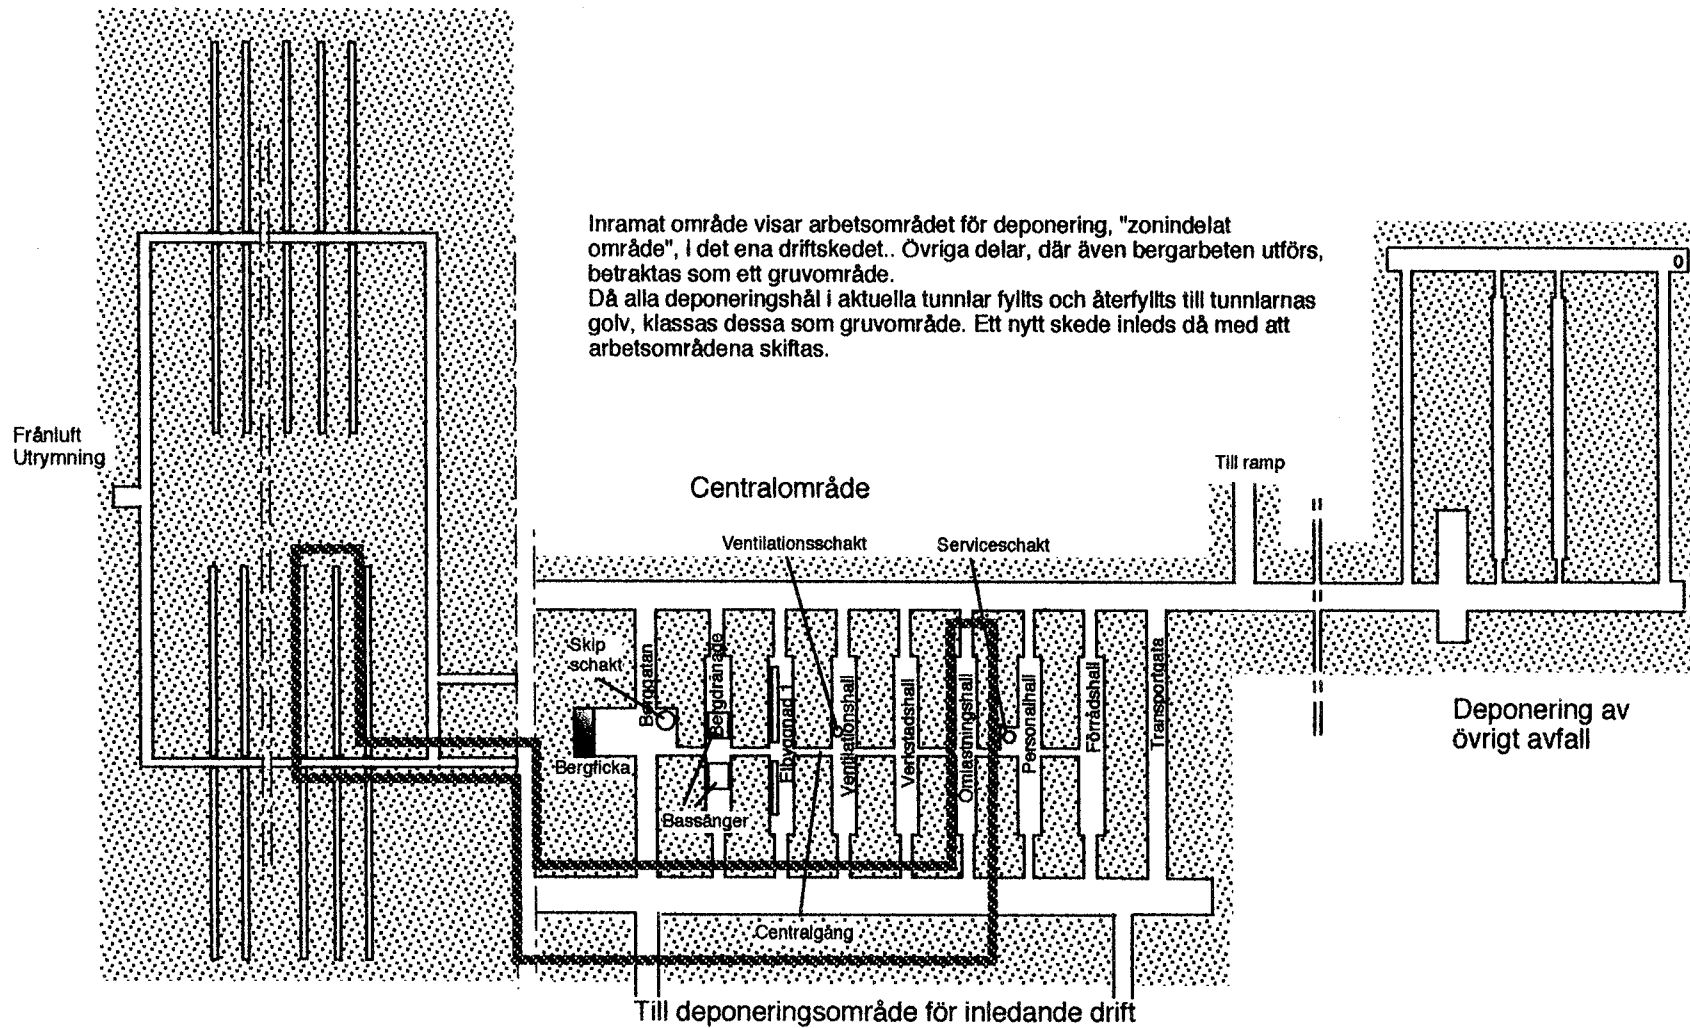 Inramat område visar arbetsområdet för deponering, "zonindelat
område", i det ena driftskedet.. Övriga delar, där även bergarbeten utförs,
betraktas som ett gruvområde.
Då alla deponeringshål i aktuella tunnlar fyllts och återfyllts till tunnlarnas
golv, klassas dessa som gruvområde. Ett nytt skede inleds då med att
arbetsområdena skiftas.
0
Frånluft
Utrymning
Till ramp
Centralområde
Ventilationsschakt
Serviceschakt
Skip
schakt
Berggatan
Bergdränage
Elbyggnad 1
Ventilationshall
Verkstadshall
Omlastningshall
Personalhall
Förrådshall
Transportgata
Deponering av
övrigt avfall
Bergficka
Bassänger
Centralgång
Till deponeringsområde för inledande drift